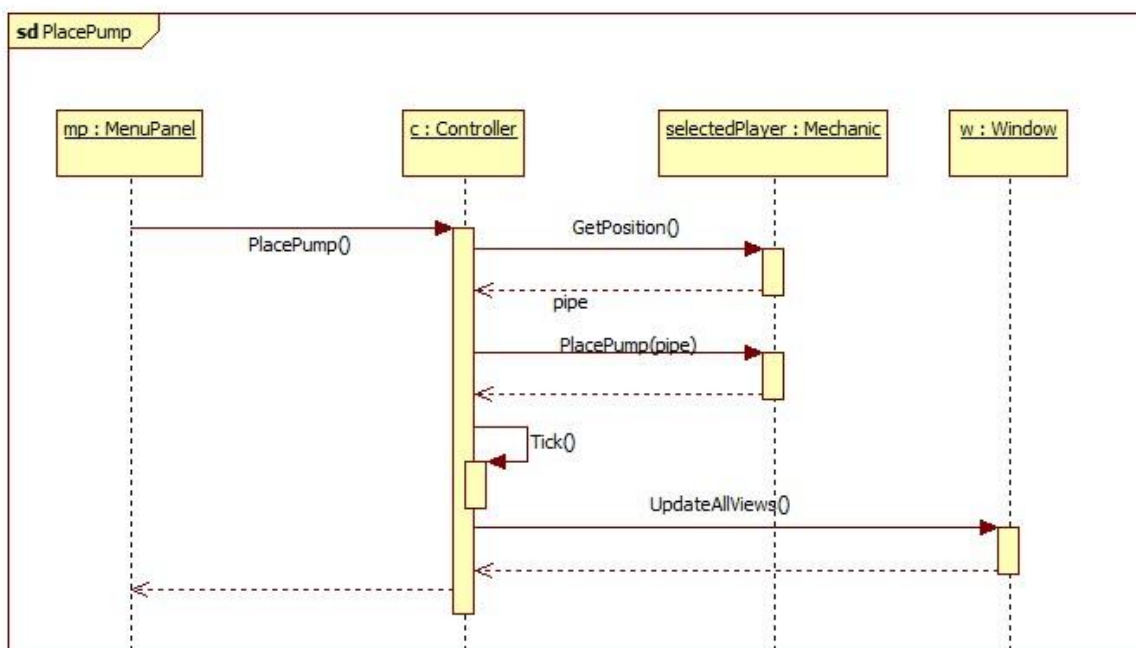 sd PlacePump
mp : MenuPanel
c : Controller
selectedPlayer : Mechanic
w : Window
PlacePump()
GetPosition()
pipe
PlacePump(pipe)
Tick()
UpdateAllViews()